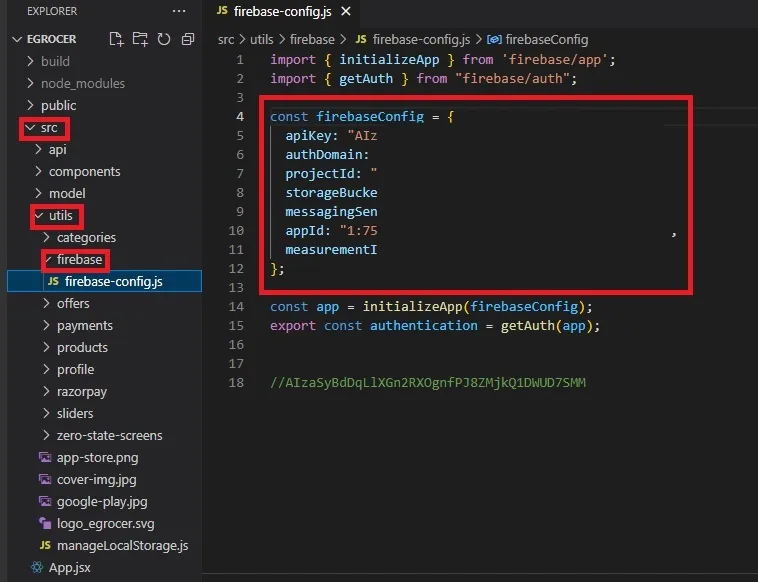 EXPLORER ...
EGROCER
build
node_modules
public
src
api
components
model
utils
categories
firebase
JS firebase-config.js
offers
payments
products
profile
razorpay
sliders
zero-state-screens
app-store.png
cover-img.jpg
google-play.jpg
logo_egrocer.svg
JS manageLocalStorage.js
App.jsx
JS firebase-config.js ×
src > utils > firebase > JS firebase-config.js > firebaseConfig
1 import { initializeApp } from 'firebase/app';
2 import { getAuth } from "firebase/auth";
3
4 const firebaseConfig = {
5 apiKey: "AIz
6 authDomain:
7 projectId: "
8 storageBucke
9 messagingSen
10 appId: "1:75 ,
11 measurementI
12 };
13
14 const app = initializeApp(firebaseConfig);
15 export const authentication = getAuth(app);
16
17
18 //AIzaSyBdDqLlXGn2RXOgnfPJ8ZMjkQ1DWUD7SMM